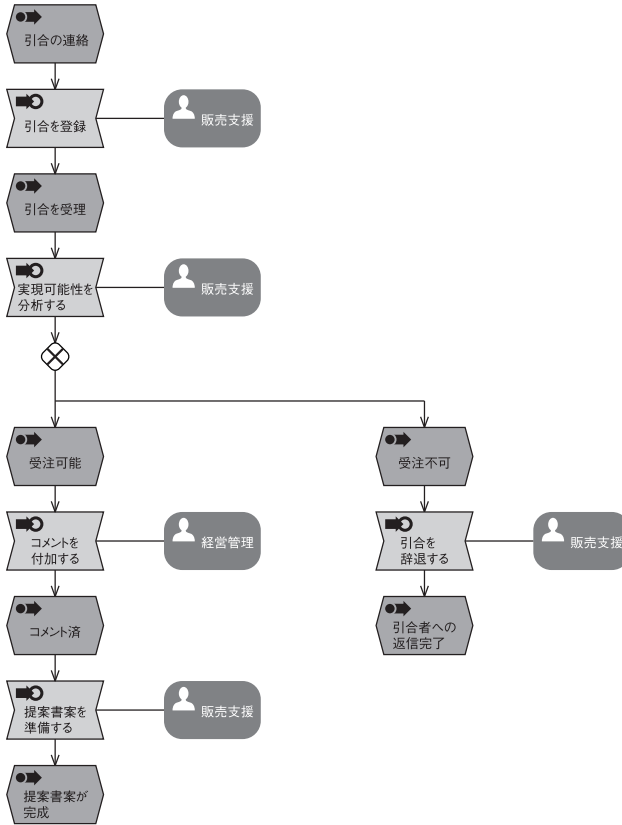 引合の連絡
引合を登録
販売支援
引合を受理
実現可能性を
分析する
販売支援
受注可能
受注不可
コメントを
付加する
経営管理
引合を
辞退する
販売支援
コメント済
引合者への
返信完了
提案書案を
準備する
販売支援
提案書案が
完成